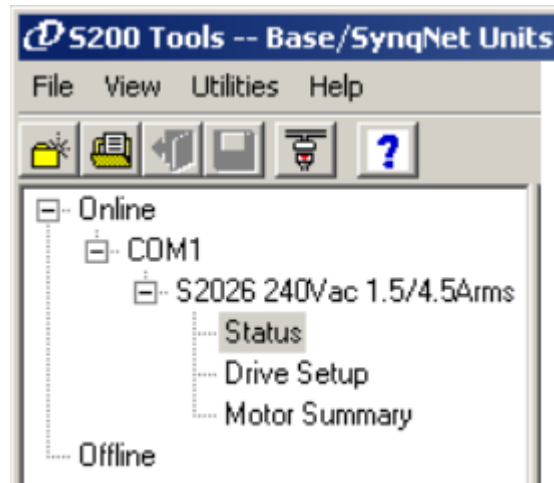 S200 Tools -- Base/SynqNet Units
File View Utilities Help
?
Online
COM1
S2026 240Vac 1.5/4.5Arms
Status
Drive Setup
Motor Summary
Offline